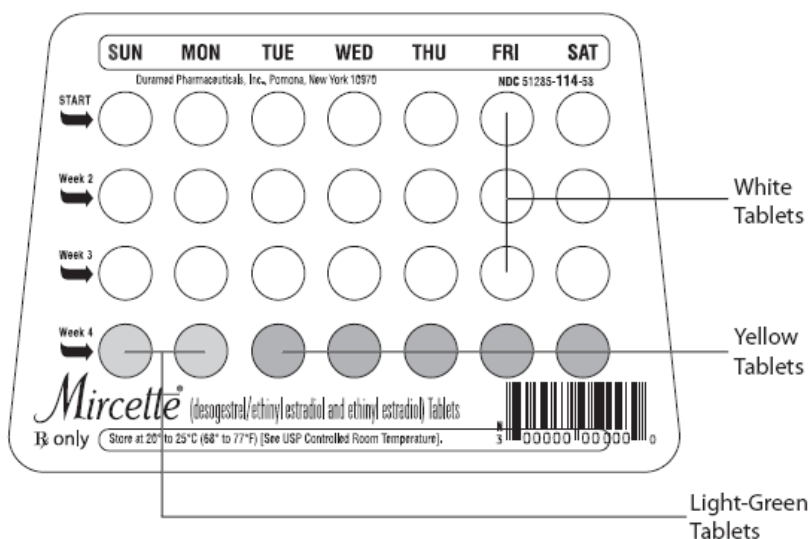 SUN MON TUE WED THU FRI SAT
Duramed Pharmaceuticals, Inc., Pomona, New York 10970 NDC 51285-114-58
START
Week 2
White
Tablets
Week 3
Week 4
Yellow
Tablets
Mircette® (desogestrel/ethinyl estradiol and ethinyl estradiol) Tablets
℞ only Store at 20° to 25°C (68° to 77°F) [See USP Controlled Room Temperature].
N
3 00000 00000 0
Light-Green
Tablets